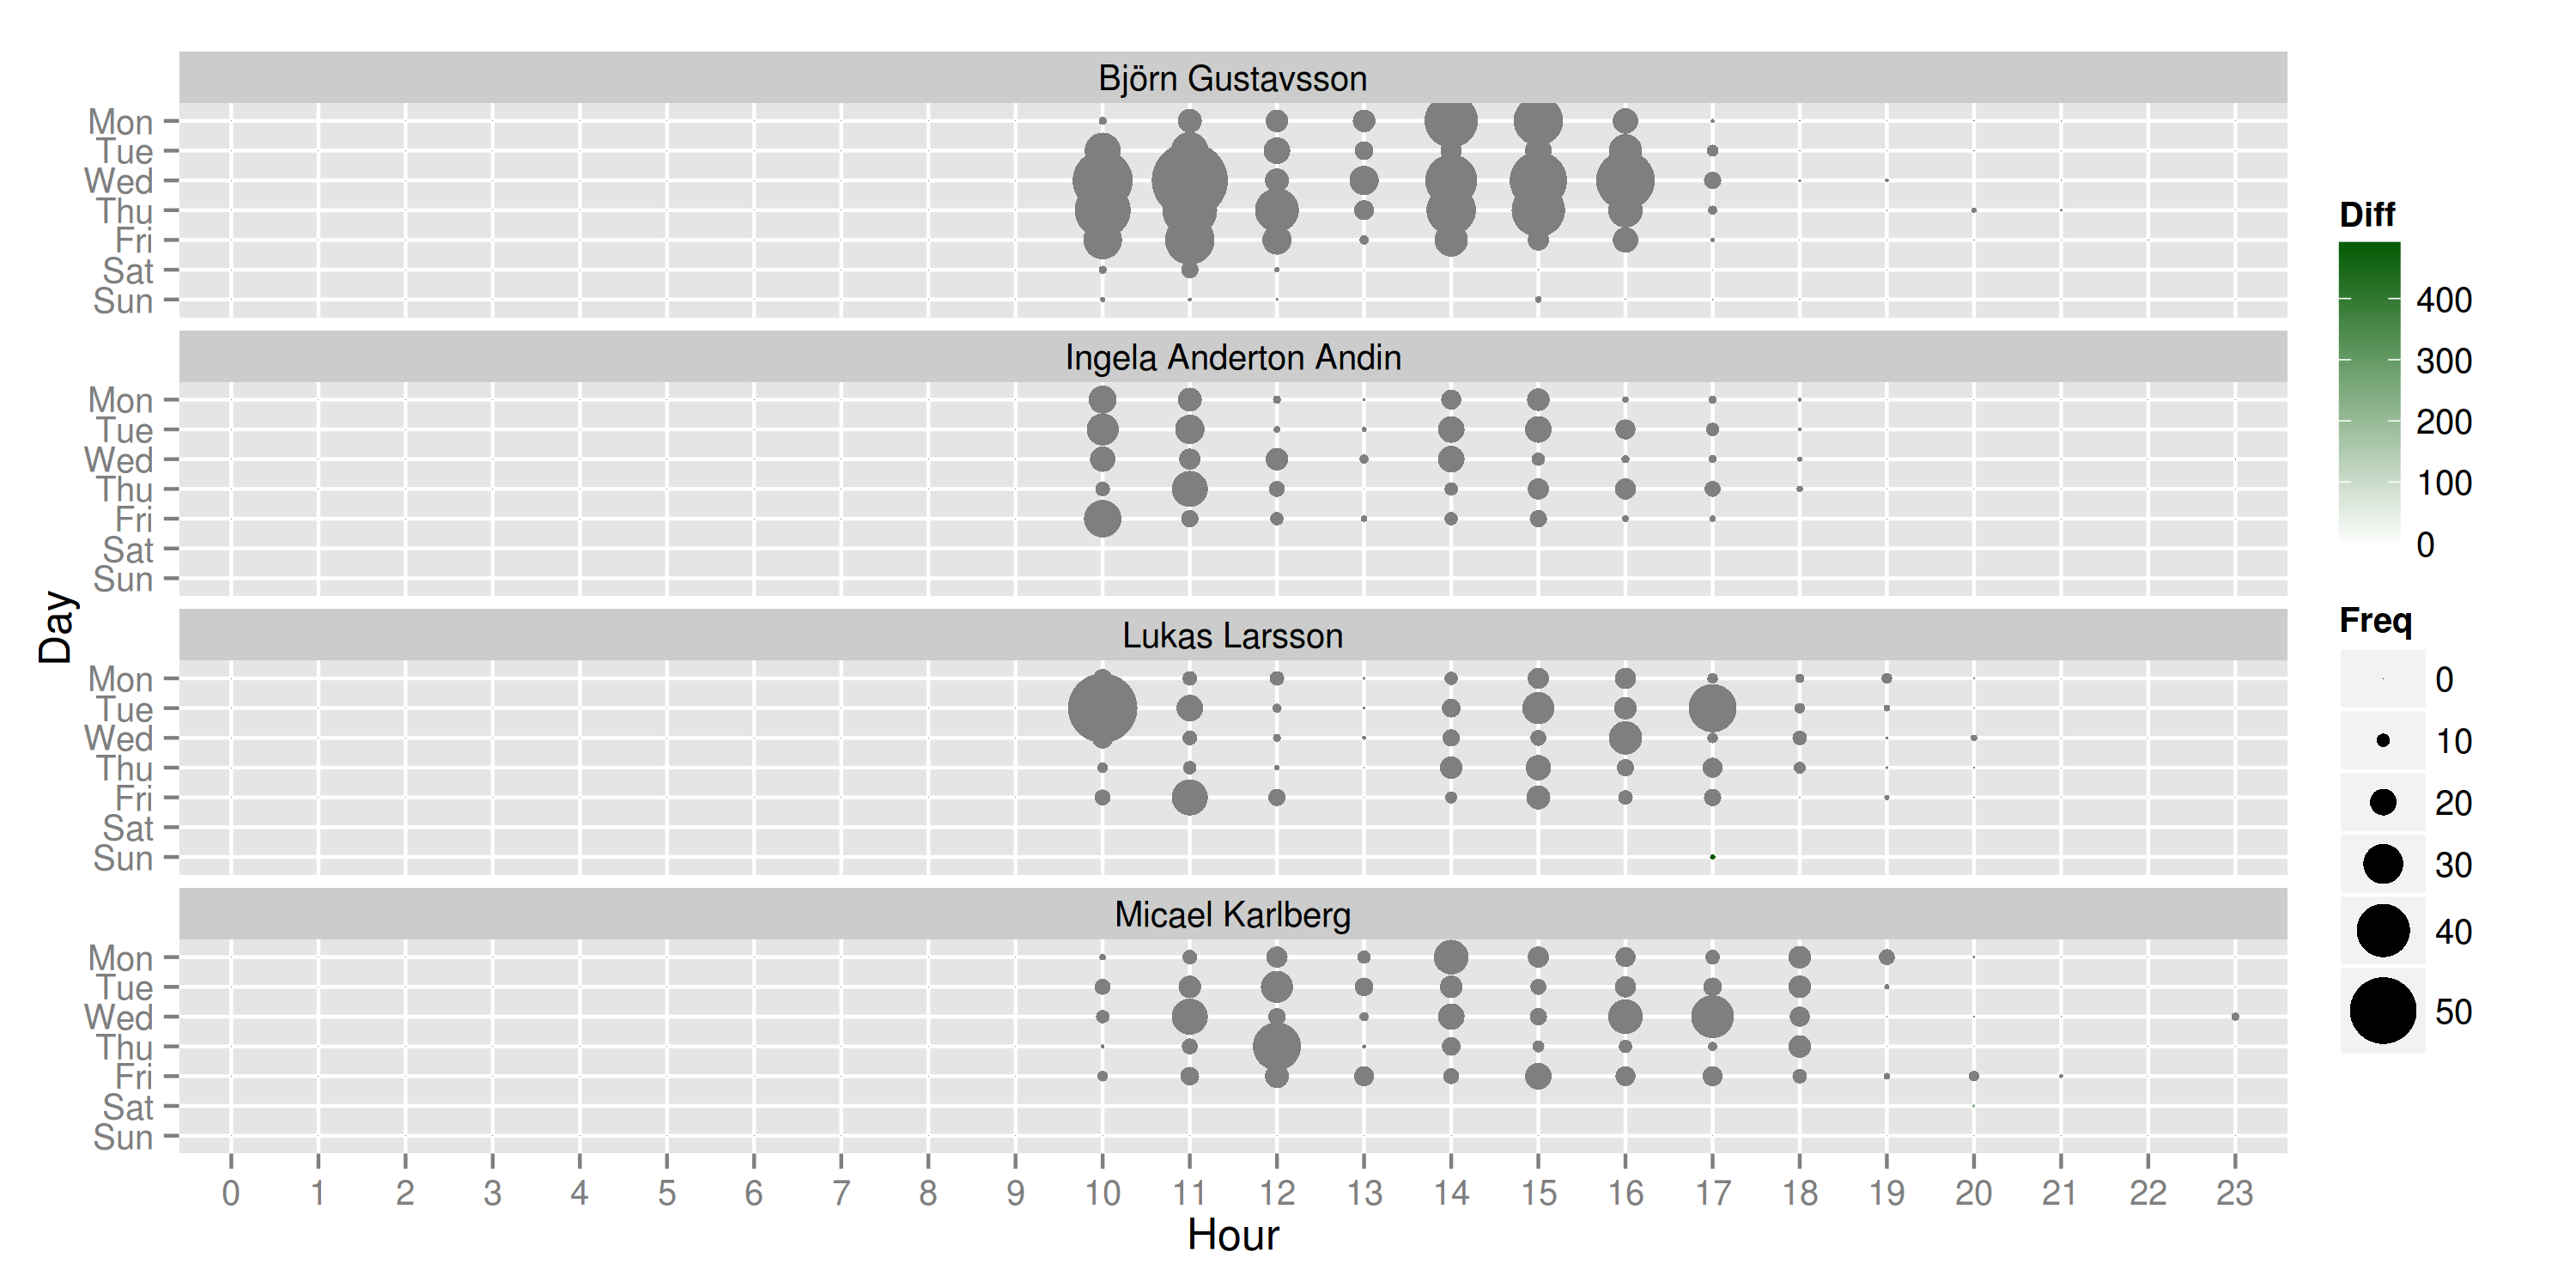 Björn Gustavsson
Mon
Tue
Wed
Thu
Fri
Sat
Sun
Ingela Anderton Andin
Mon
Tue
Wed
Thu
Fri
Sat
Sun
Lukas Larsson
Mon
Tue
Wed
Thu
Fri
Sat
Sun
Micael Karlberg
Mon
Tue
Wed
Thu
Fri
Sat
Sun
0 1 2 3 4 5 6 7 8 9 10 11 12 13 14 15 16 17 18 19 20 21 22 23
Hour
Day
Diff
400
300
200
100
0
Freq
0
10
20
30
40
50